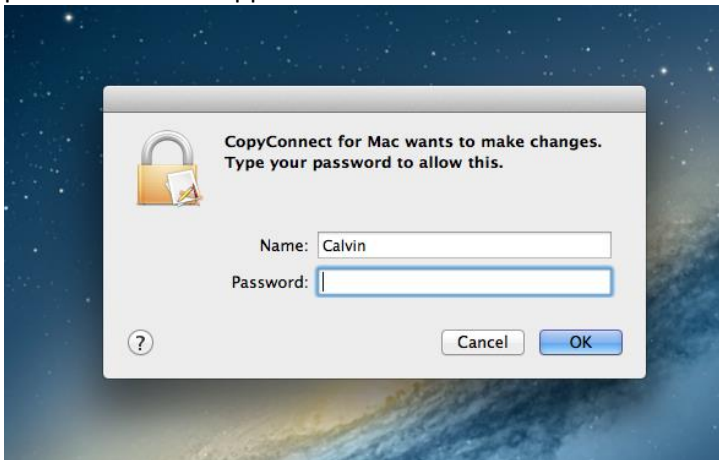 CopyConnect for Mac wants to make changes.
Type your password to allow this.
Name: Calvin
Password:
? Cancel OK